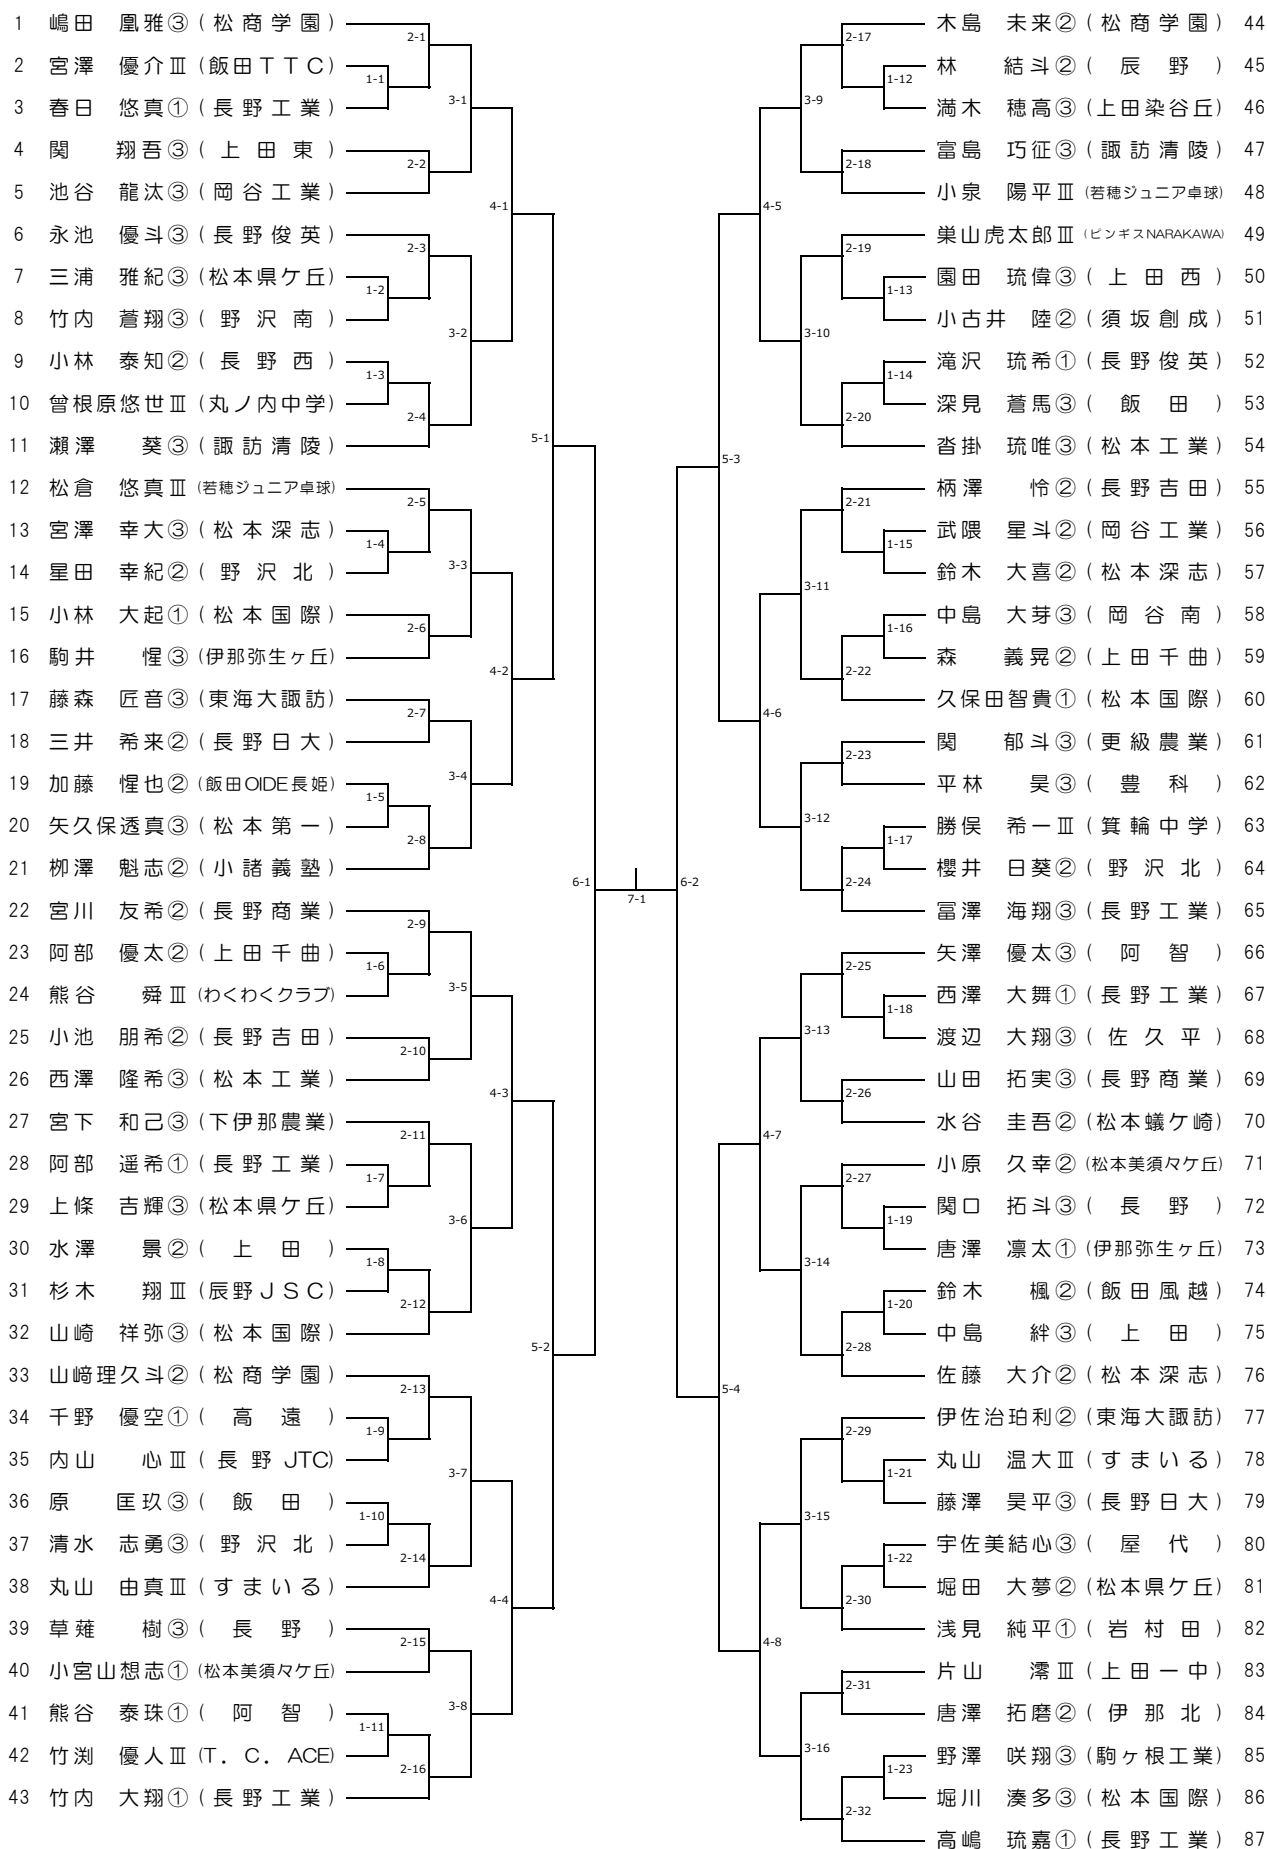 1 嶋田 凰雅③ (松商学園)
2 宮澤 優介Ⅲ (飯田TTC)
3 春日 悠真① (長野工業)
4 関 翔吾③ (上田東)
5 池谷 龍汰③ (岡谷工業)
6 永池 優斗③ (長野俊英)
7 三浦 雅紀③ (松本県ケ丘)
8 竹内 蒼翔③ (野沢南)
9 小林 泰知② (長野西)
10 曾根原悠世Ⅲ (丸ノ内中学)
11 瀬澤 葵③ (諏訪清陵)
12 松倉 悠真Ⅲ (若穂ジュニア卓球)
13 宮澤 幸大③ (松本深志)
14 星田 幸紀② (野沢北)
15 小林 大起① (松本国際)
16 駒井 惺③ (伊那弥生ヶ丘)
17 藤森 匠音③ (東海大諏訪)
18 三井 希来② (長野日大)
19 加藤 惺也② (飯田OIDE長姫)
20 矢久保透真③ (松本第一)
21 栁澤 魁志② (小諸義塾)
22 宮川 友希② (長野商業)
23 阿部 優太② (上田千曲)
24 熊谷 舜Ⅲ (わくわくクラブ)
25 小池 朋希② (長野吉田)
26 西澤 隆希③ (松本工業)
27 宮下 和己③ (下伊那農業)
28 阿部 遥希① (長野工業)
29 上條 吉輝③ (松本県ケ丘)
30 水澤 景② (上田)
31 杉木 翔Ⅲ (辰野JSC)
32 山崎 祥弥③ (松本国際)
33 山﨑理久斗② (松商学園)
34 千野 優空① (高遠)
35 内山 心Ⅲ (長野JTC)
36 原 匡玖③ (飯田)
37 清水 志勇③ (野沢北)
38 丸山 由真Ⅲ (すまいる)
39 草薙 樹③ (長野)
40 小宮山想志① (松本美須々ケ丘)
41 熊谷 泰珠① (阿智)
42 竹渕 優人Ⅲ (T.C.ACE)
43 竹内 大翔① (長野工業)
1-1
1-2
1-3
1-4
1-5
1-6
1-7
1-8
1-9
1-10
1-11
2-1
2-2
2-3
2-4
2-5
2-6
2-7
2-8
2-9
2-10
2-11
2-12
2-13
2-14
2-15
2-16
3-1
3-2
3-3
3-4
3-5
3-6
3-7
3-8
4-1
4-2
4-3
4-4
5-1
5-2
6-1
7-1
6-2
5-3
5-4
4-5
4-6
4-7
4-8
3-9
3-10
3-11
3-12
3-13
3-14
3-15
3-16
2-17
2-18
2-19
2-20
2-21
2-22
2-23
2-24
2-25
2-26
2-27
2-28
2-29
2-30
2-31
2-32
1-12
1-13
1-14
1-15
1-16
1-17
1-18
1-19
1-20
1-21
1-22
1-23
木島 未来② (松商学園) 44
林 結斗② (辰野) 45
満木 穂高③ (上田染谷丘) 46
富島 巧征③ (諏訪清陵) 47
小泉 陽平Ⅲ (若穂ジュニア卓球) 48
巣山虎太郎Ⅲ (ピンギスNARAKAWA) 49
園田 琉偉③ (上田西) 50
小古井 陸② (須坂創成) 51
滝沢 琉希① (長野俊英) 52
深見 蒼馬③ (飯田) 53
沓掛 琉唯③ (松本工業) 54
柄澤 怜② (長野吉田) 55
武隈 星斗② (岡谷工業) 56
鈴木 大喜② (松本深志) 57
中島 大芽③ (岡谷南) 58
森 義晃② (上田千曲) 59
久保田智貴① (松本国際) 60
関 郁斗③ (更級農業) 61
平林 昊③ (豊科) 62
勝俣 希一Ⅲ (箕輪中学) 63
櫻井 日葵② (野沢北) 64
冨澤 海翔③ (長野工業) 65
矢澤 優太③ (阿智) 66
西澤 大舞① (長野工業) 67
渡辺 大翔③ (佐久平) 68
山田 拓実③ (長野商業) 69
水谷 圭吾② (松本蟻ケ崎) 70
小原 久幸② (松本美須々ケ丘) 71
関口 拓斗③ (長野) 72
唐澤 凛太① (伊那弥生ヶ丘) 73
鈴木 楓② (飯田風越) 74
中島 絆③ (上田) 75
佐藤 大介② (松本深志) 76
伊佐治珀利② (東海大諏訪) 77
丸山 温大Ⅲ (すまいる) 78
藤澤 昊平③ (長野日大) 79
宇佐美結心③ (屋代) 80
堀田 大夢② (松本県ケ丘) 81
浅見 純平① (岩村田) 82
片山 澪Ⅲ (上田一中) 83
唐澤 拓磨② (伊那北) 84
野澤 咲翔③ (駒ヶ根工業) 85
堀川 湊多③ (松本国際) 86
高嶋 琉嘉① (長野工業) 87